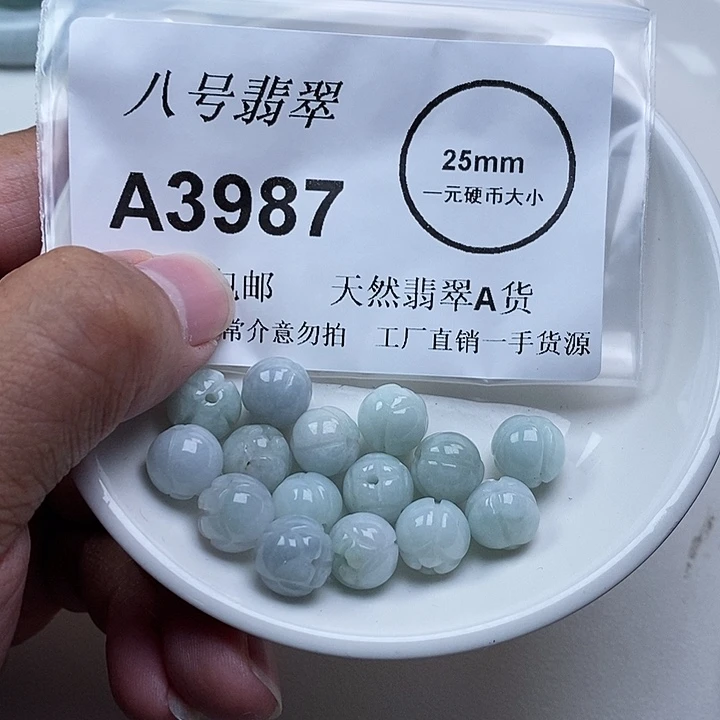 八号翡翠
25mm
一元硬币大小
A3987
包邮 天然翡翠A货
常介意勿拍 工厂直销一手货源